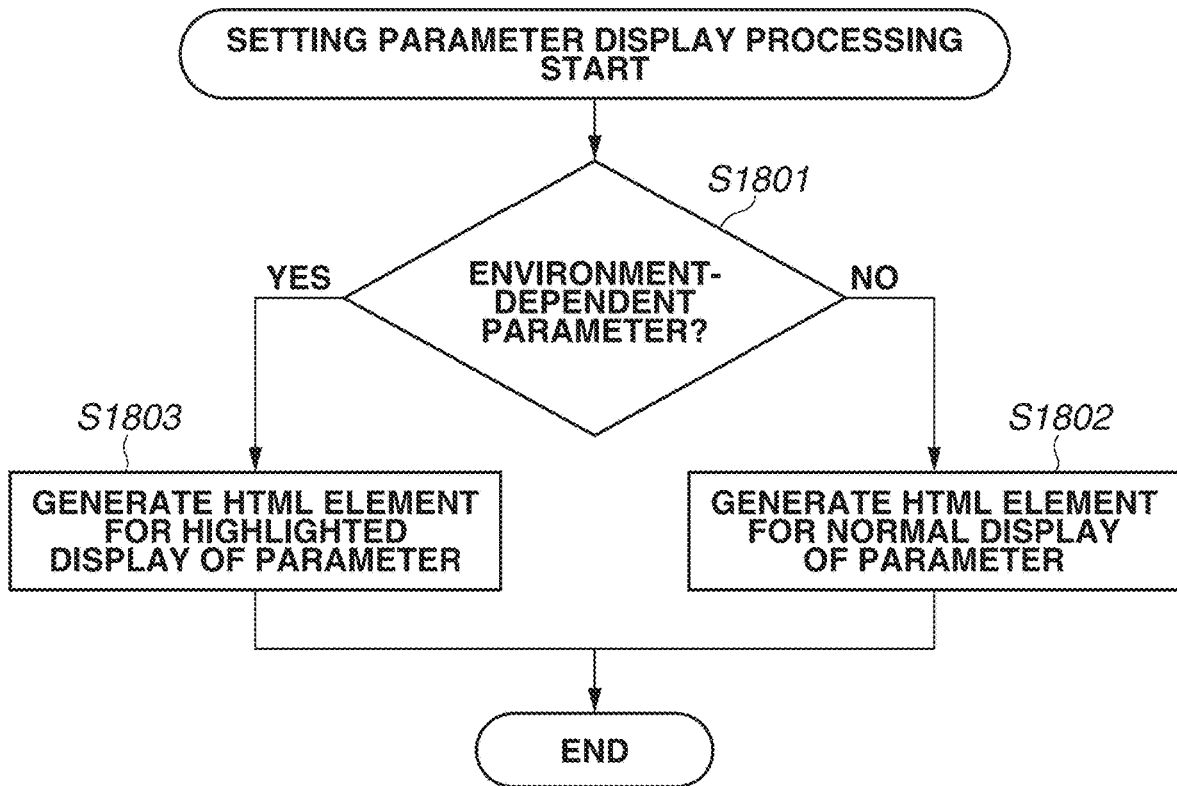 SETTING PARAMETER DISPLAY PROCESSING
START
S1801
YES
ENVIRONMENT-
DEPENDENT
PARAMETER?
NO
S1803
S1802
GENERATE HTML ELEMENT
FOR HIGHLIGHTED
DISPLAY OF PARAMETER
GENERATE HTML ELEMENT
FOR NORMAL DISPLAY
OF PARAMETER
END